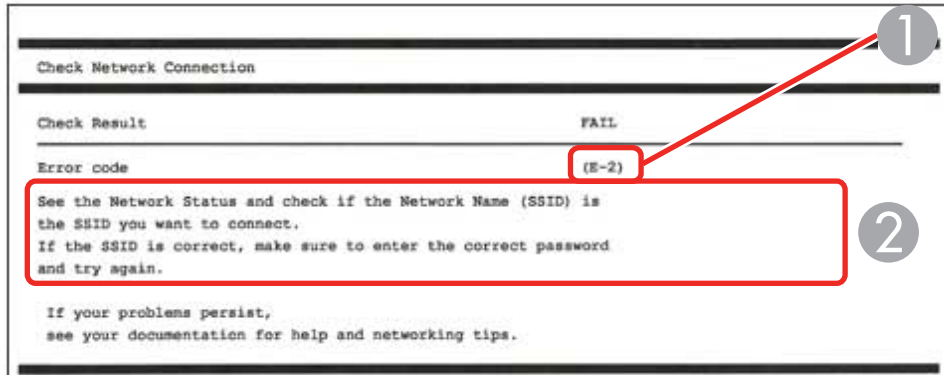 1
Check Network Connection
Check Result FAIL
Error code (E-2)
See the Network Status and check if the Network Name (SSID) is
the SSID you want to connect.
If the SSID is correct, make sure to enter the correct password
and try again.
2
If your problems persist,
see your documentation for help and networking tips.